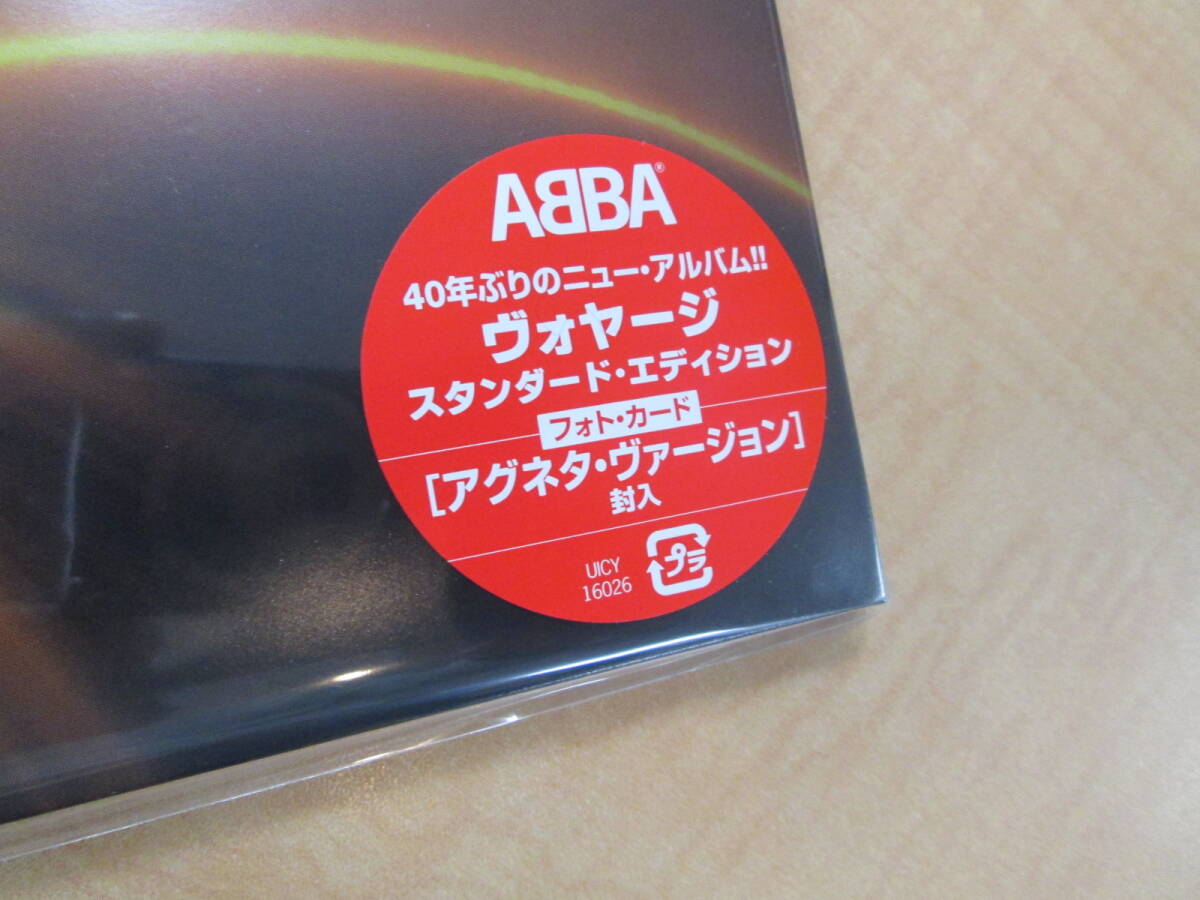 ABBA®
40年ぶりのニュー・アルバム!!
ヴォヤージ
スタンダード・エディション
フォト・カード
[アグネタ・ヴァージョン]
封入
UICY
16026
プラ